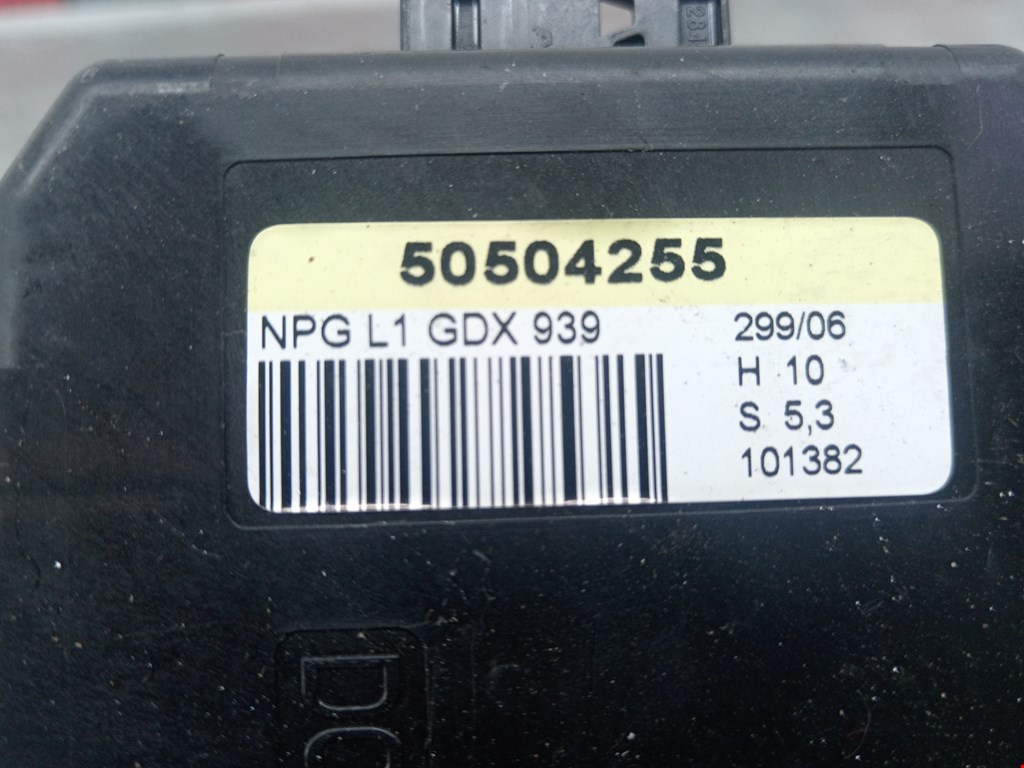 50504255
NPG L1 GDX 939
299/06
H 10
S 5,3
101382